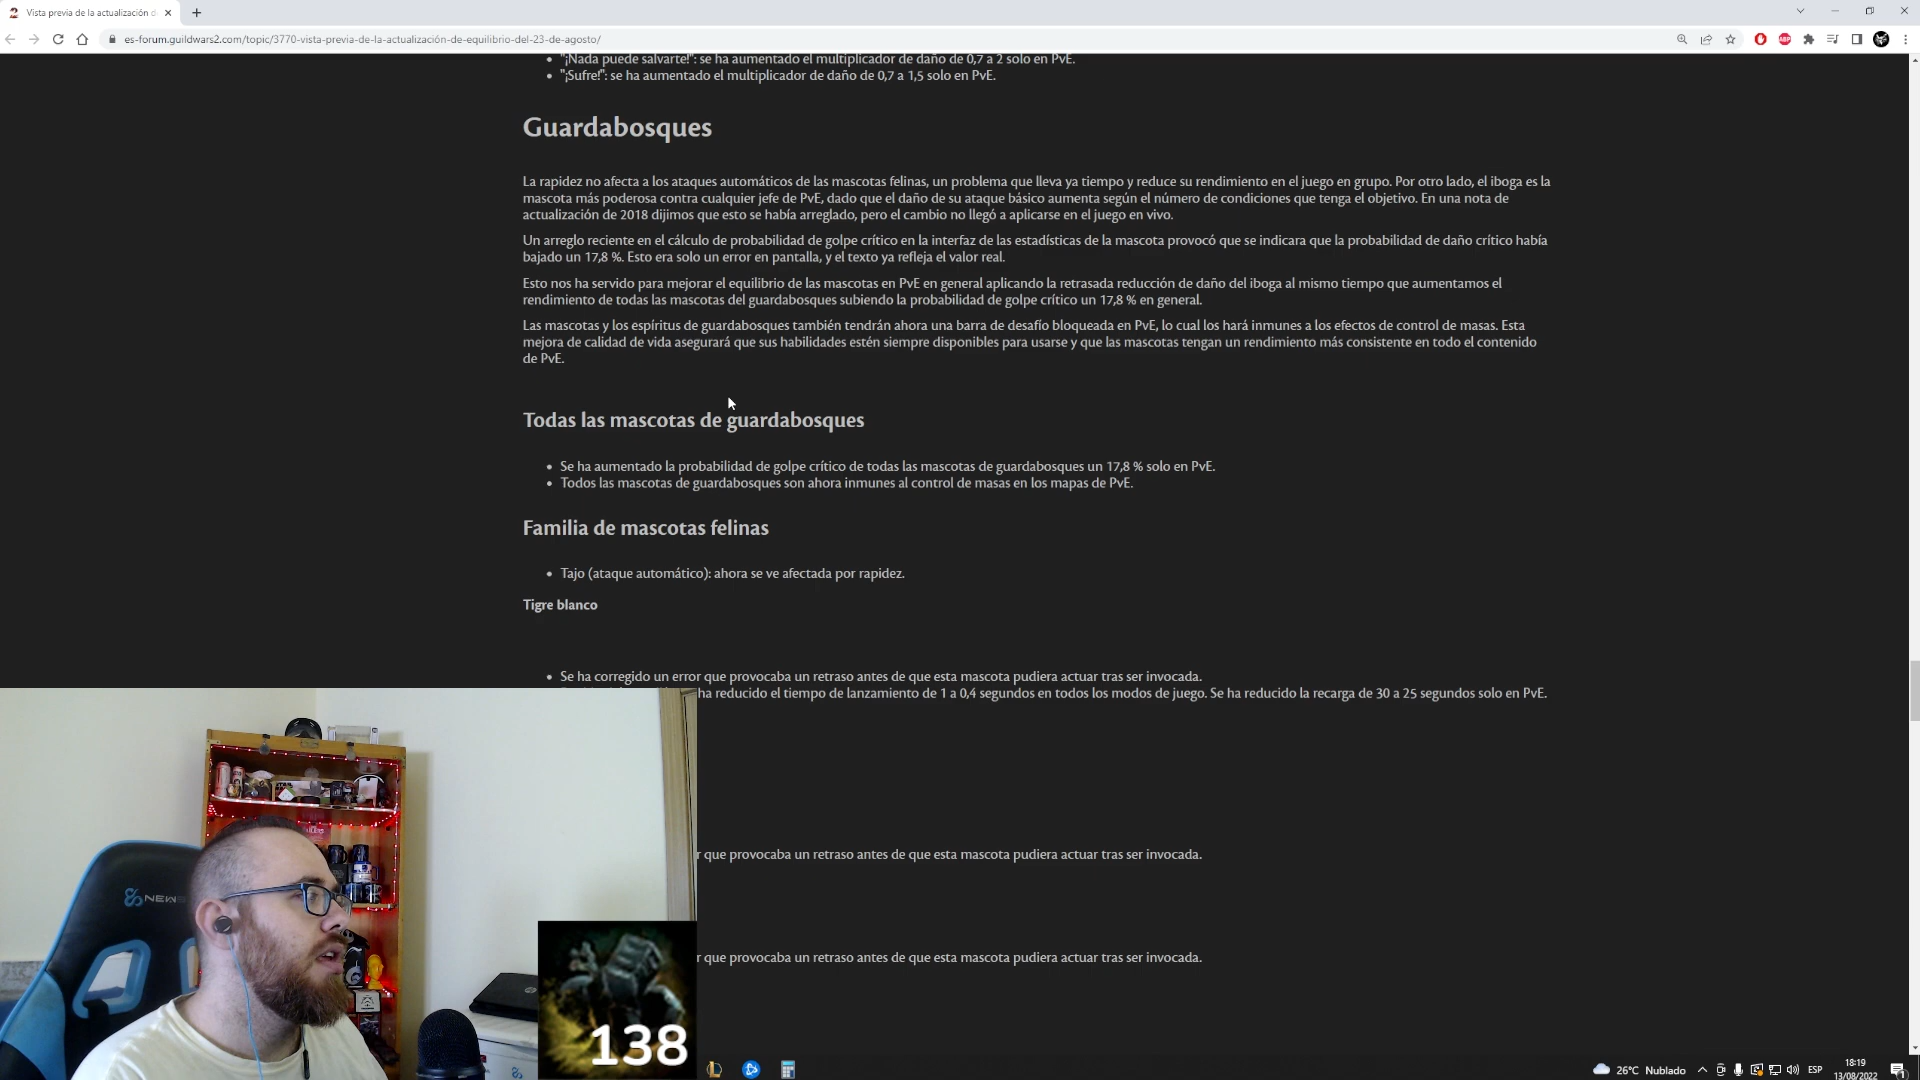 Vista previa de la actualización d
es-forum.guildwars2.com/topic/3770-vista-previa-de-la-actualización-de-equilibrio-del-23-de-agosto/
ABP
• "¡Nada puede salvarte!": se ha aumentado el multiplicador de daño de 0,7 a 2 solo en PvE.
• "¡Sufre!": se ha aumentado el multiplicador de daño de 0,7 a 1,5 solo en PvE.
Guardabosques
La rapidez no afecta a los ataques automáticos de las mascotas felinas, un problema que lleva ya tiempo y reduce su rendimiento en el juego en grupo. Por otro lado, el iboga es la
mascota más poderosa contra cualquier jefe de PvE, dado que el daño de su ataque básico aumenta según el número de condiciones que tenga el objetivo. En una nota de
actualización de 2018 dijimos que esto se había arreglado, pero el cambio no llegó a aplicarse en el juego en vivo.
Un arreglo reciente en el cálculo de probabilidad de golpe crítico en la interfaz de las estadísticas de la mascota provocó que se indicara que la probabilidad de daño crítico había
bajado un 17,8 %. Esto era solo un error en pantalla, y el texto ya refleja el valor real.
Esto nos ha servido para mejorar el equilibrio de las mascotas en PvE en general aplicando la retrasada reducción de daño del iboga al mismo tiempo que aumentamos el
rendimiento de todas las mascotas del guardabosques subiendo la probabilidad de golpe crítico un 17,8 % en general.
Las mascotas y los espíritus de guardabosques también tendrán ahora una barra de desafío bloqueada en PvE, lo cual los hará inmunes a los efectos de control de masas. Esta
mejora de calidad de vida asegurará que sus habilidades estén siempre disponibles para usarse y que las mascotas tengan un rendimiento más consistente en todo el contenido
de PvE.
Todas las mascotas de guardabosques
• Se ha aumentado la probabilidad de golpe crítico de todas las mascotas de guardabosques un 17,8 % solo en PvE.
• Todos las mascotas de guardabosques son ahora inmunes al control de masas en los mapas de PvE.
Familia de mascotas felinas
• Tajo (ataque automático): ahora se ve afectada por rapidez.
Tigre blanco
• Se ha corregido un error que provocaba un retraso antes de que esta mascota pudiera actuar tras ser invocada.
ha reducido el tiempo de lanzamiento de 1 a 0,4 segundos en todos los modos de juego. Se ha reducido la recarga de 30 a 25 segundos solo en PvE.
r que provocaba un retraso antes de que esta mascota pudiera actuar tras ser invocada.
r que provocaba un retraso antes de que esta mascota pudiera actuar tras ser invocada.
NEWS
138
26°C Nublado
ESP
18:19
13/08/2022